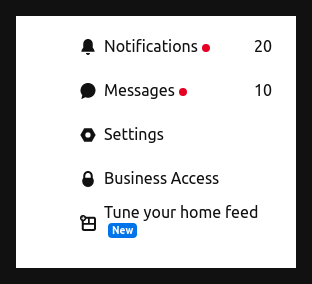 Notifications 20
Messages 10
Settings
Business Access
Tune your home feed
New